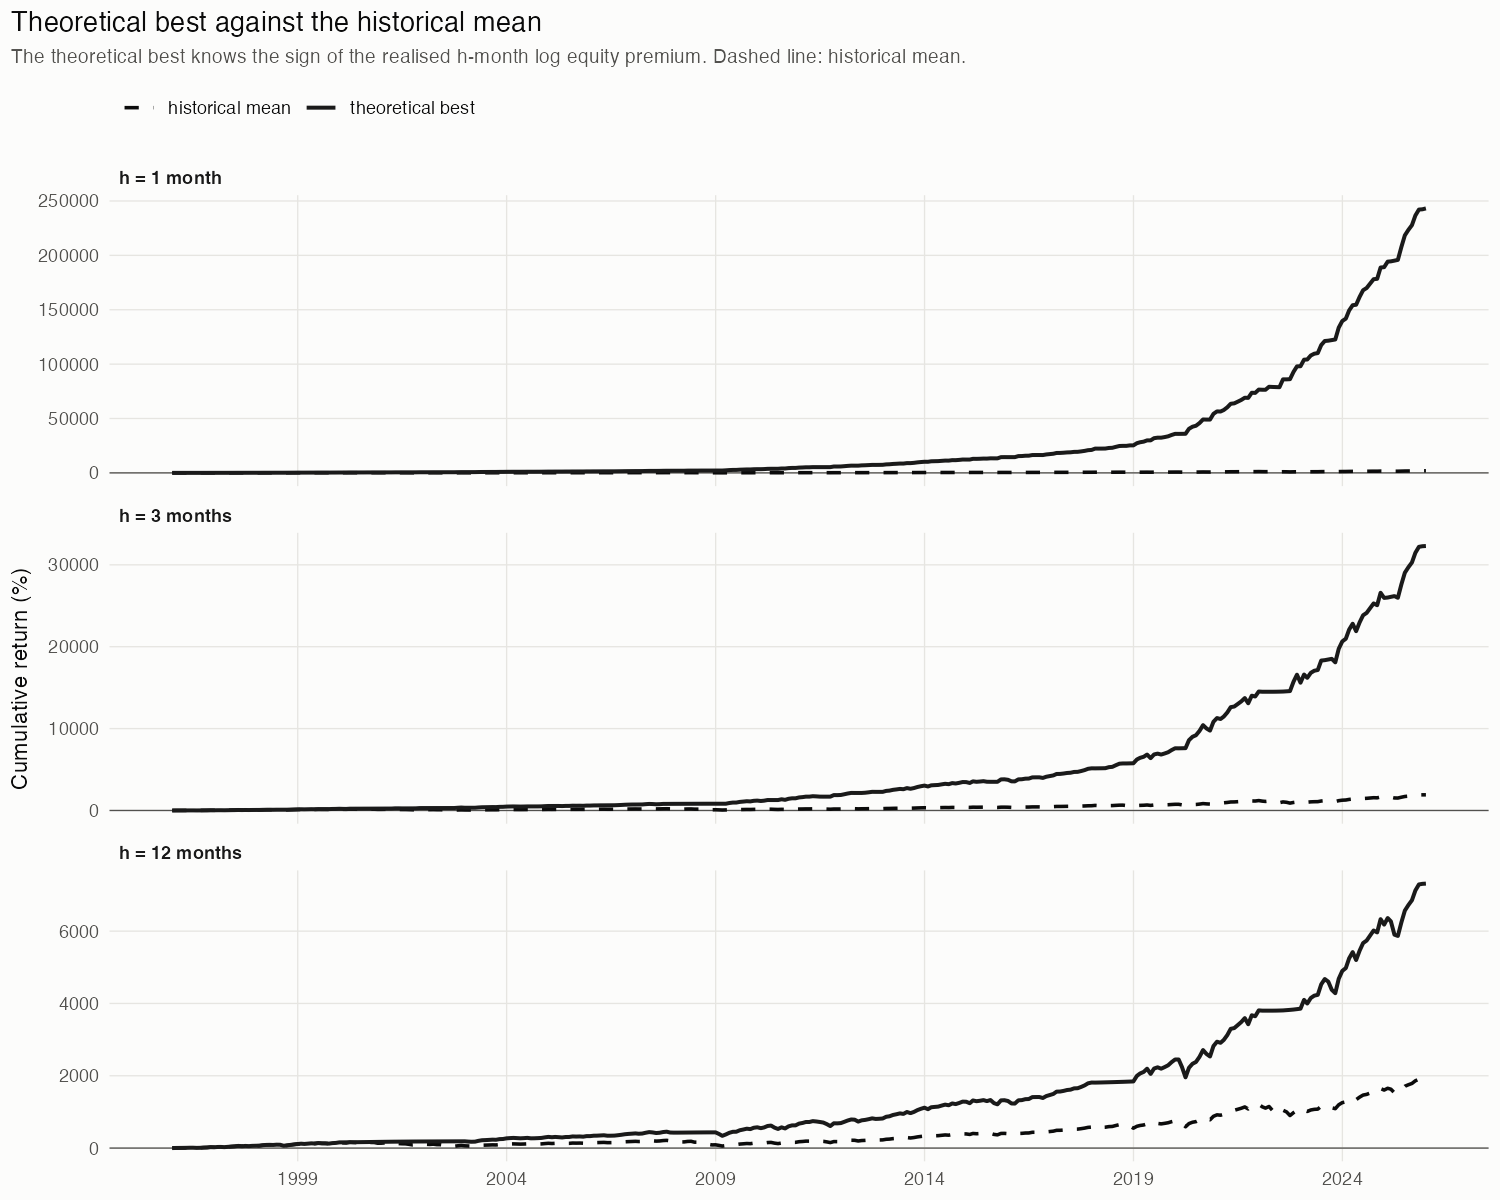 Theoretical best against the historical mean
The theoretical best knows the sign of the realised h-month log equity premium. Dashed line: historical mean.
historical mean theoretical best
h = 1 month
250000
200000
150000
100000
50000
0
h = 3 months
30000
20000
10000
0
Cumulative return (%)
h = 12 months
6000
4000
2000
0
1999 2004 2009 2014 2019 2024